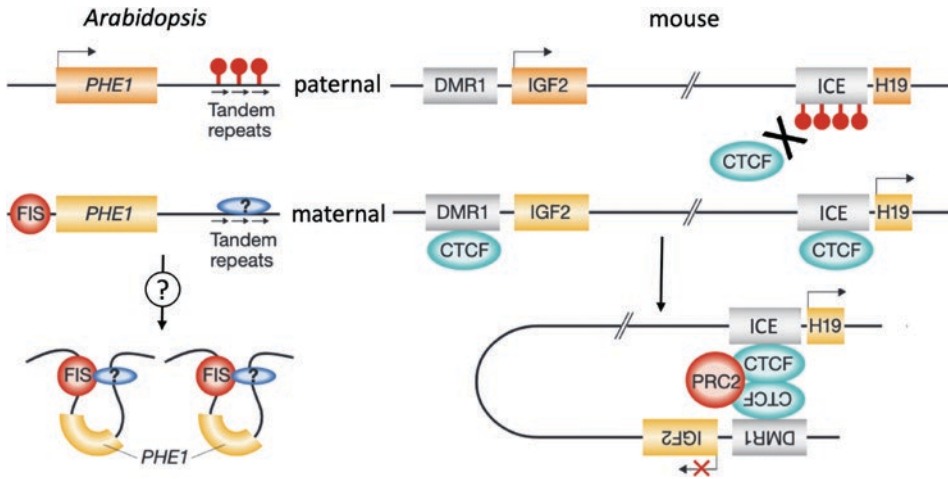 Arabidopsis
mouse
PHE1
Tandem
repeats
paternal
DMR1
IGF2
ICE
H19
CTCF
FIS
PHE1
?
Tandem
repeats
maternal
DMR1
IGF2
ICE
H19
CTCF
CTCF
?
FIS
?
FIS
?
PHE1
ICE
H19
PRC2
CTCF
CTCF
IGF2
DMR1